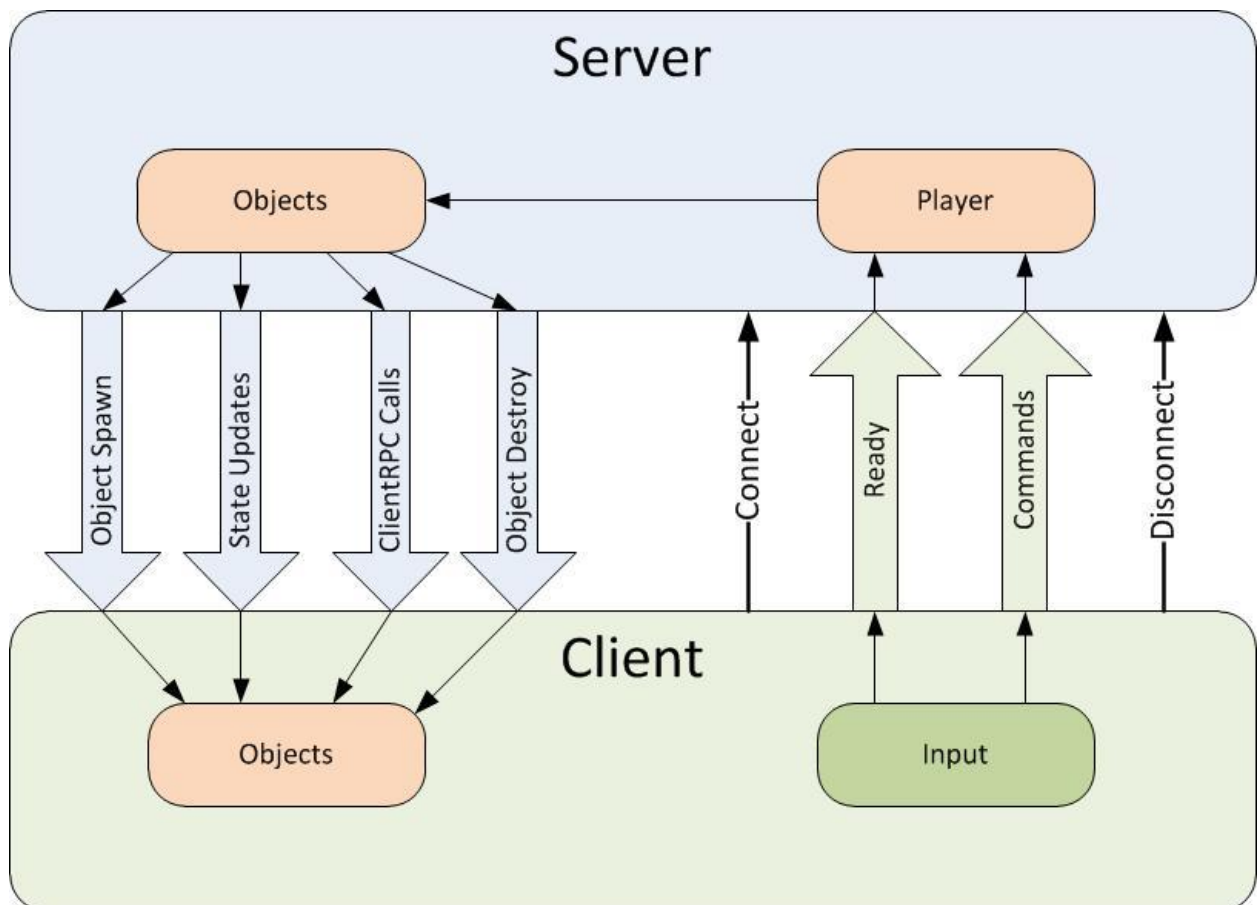 Server
Objects
Player
Object Spawn
State Updates
ClientRPC Calls
Object Destroy
Connect
Ready
Commands
Disconnect
Client
Objects
Input